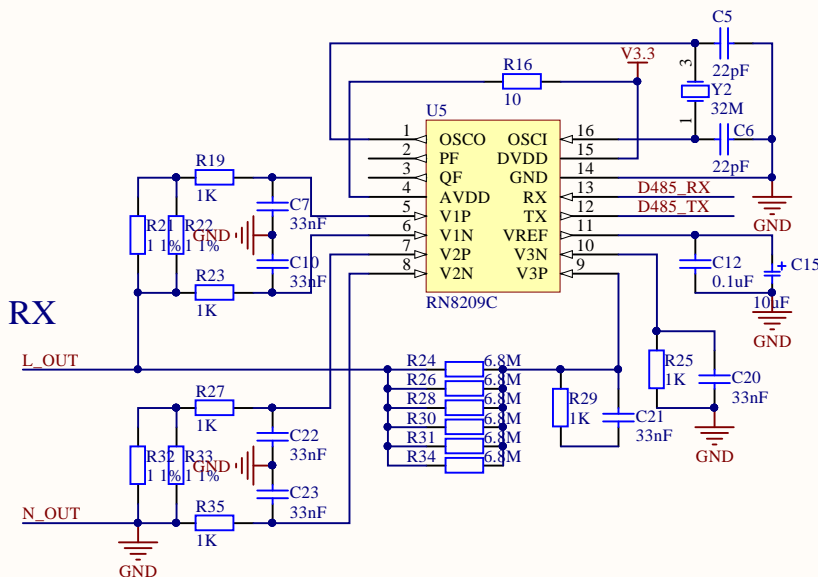 C5
22pF
V3.3
R16
10
3
Y2
32M
1
C6
22pF
U5
1 OSCO OSCI 16
2 PF DVDD 15
3 QF GND 14
4 AVDD RX 13 D485_RX
5 V1P TX 12 D485_TX
6 V1N VREF 11
7 V2P V3N 10
8 V2N V3P 9
RN8209C
GND
R19
1K
C7
33nF
R21
1 1%
R22
1 1%
GND
C10
33nF
R23
1K
C12
0.1uF
+
C15
10uF
GND
RX
L_OUT
R24 6.8M
R26 6.8M
R28 6.8M
R30 6.8M
R31 6.8M
R34 6.8M
R29
1K
C21
33nF
R25
1K
C20
33nF
GND
R27
1K
C22
33nF
R32
1 1%
R33
1 1%
GND
C23
33nF
R35
1K
N_OUT
GND